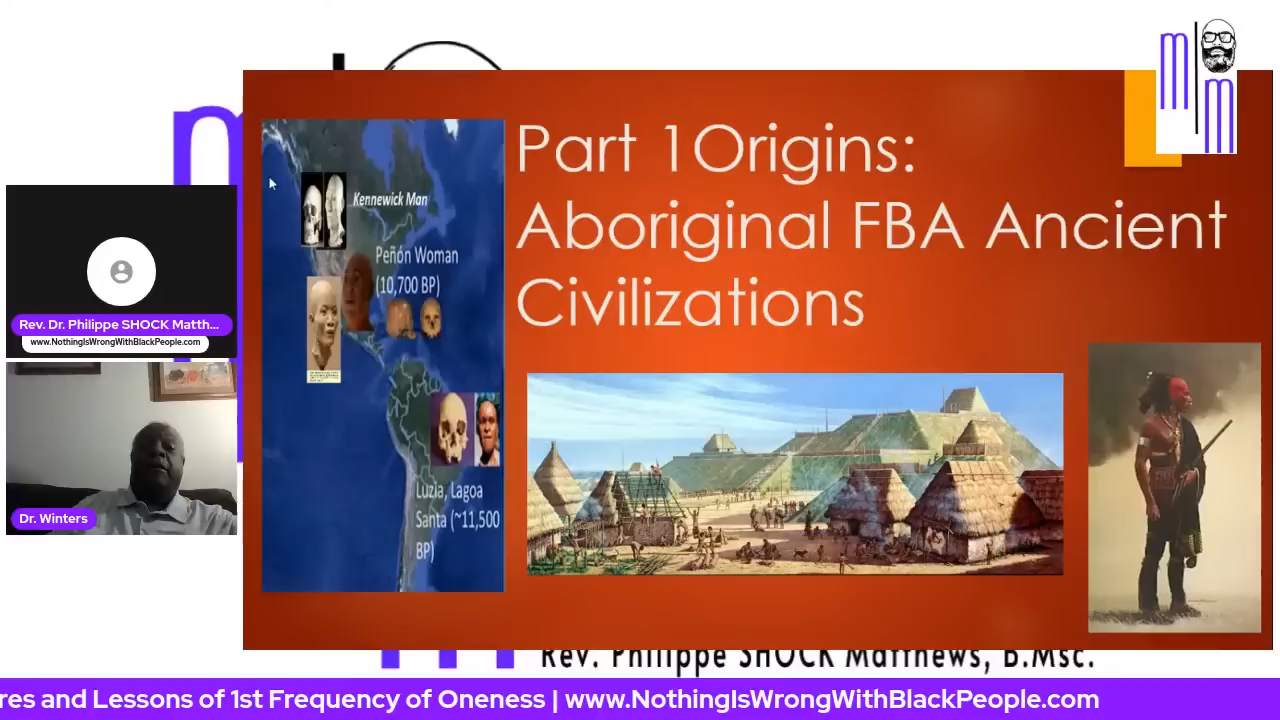 Part 1Origins:
Aboriginal FBA Ancient
Civilizations
Kennewick Man
Peñón Woman
(10,700 BP)
Luzia, Lagoa
Santa (~11,500
BP)
Rev. Dr. Philippe SHOCK Matth...
www.NothingIsWrongWithBlackPeople.com
Dr. Winters
Rev. Philippe SHOCK Matthews, B.Msc.
res and Lessons of 1st Frequency of Oneness | www.NothingIsWrongWithBlackPeople.com